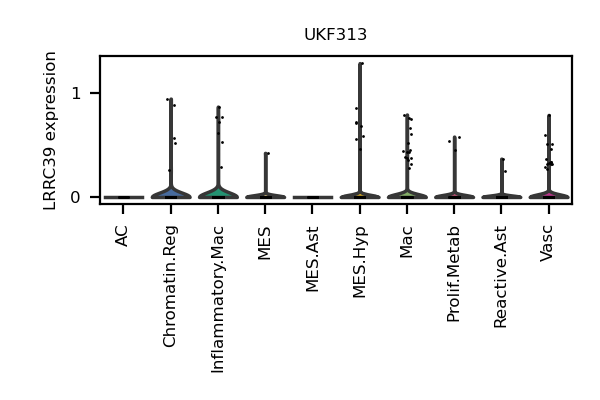 UKF313
LRRC39 expression
1
0
AC
Chromatin.Reg
Inflammatory.Mac
MES
MES.Ast
MES.Hyp
Mac
Prolif.Metab
Reactive.Ast
Vasc